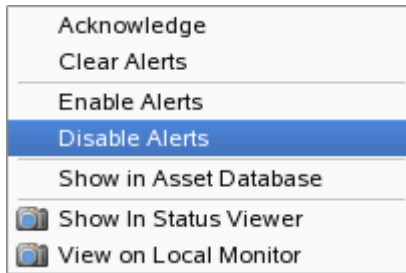 Acknowledge
Clear Alerts
Enable Alerts
Disable Alerts
Show in Asset Database
Show In Status Viewer
View on Local Monitor